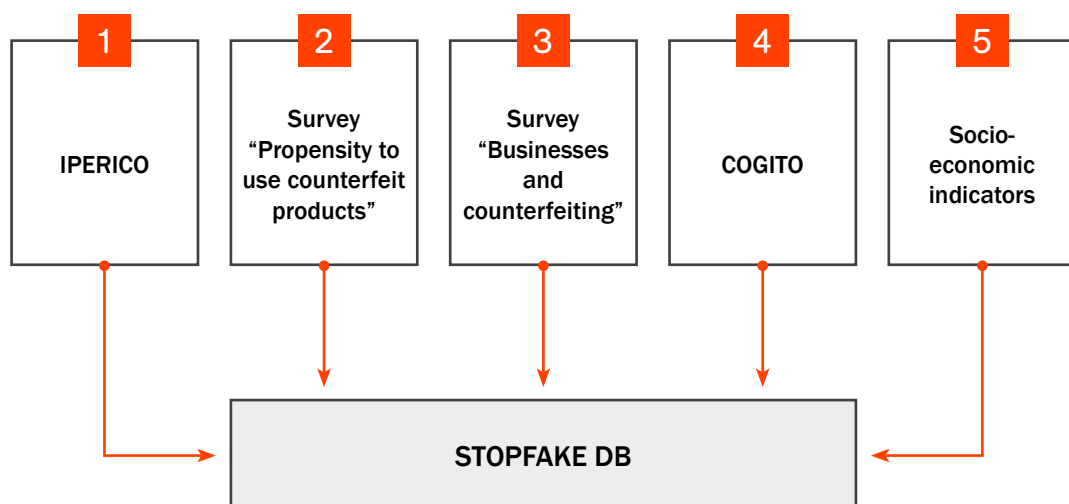 1
IPERICO
2
Survey
“Propensity to
use counterfeit
products”
3
Survey
“Businesses
and
counterfeiting”
4
COGITO
5
Socio-
economic
indicators
STOPFAKE DB